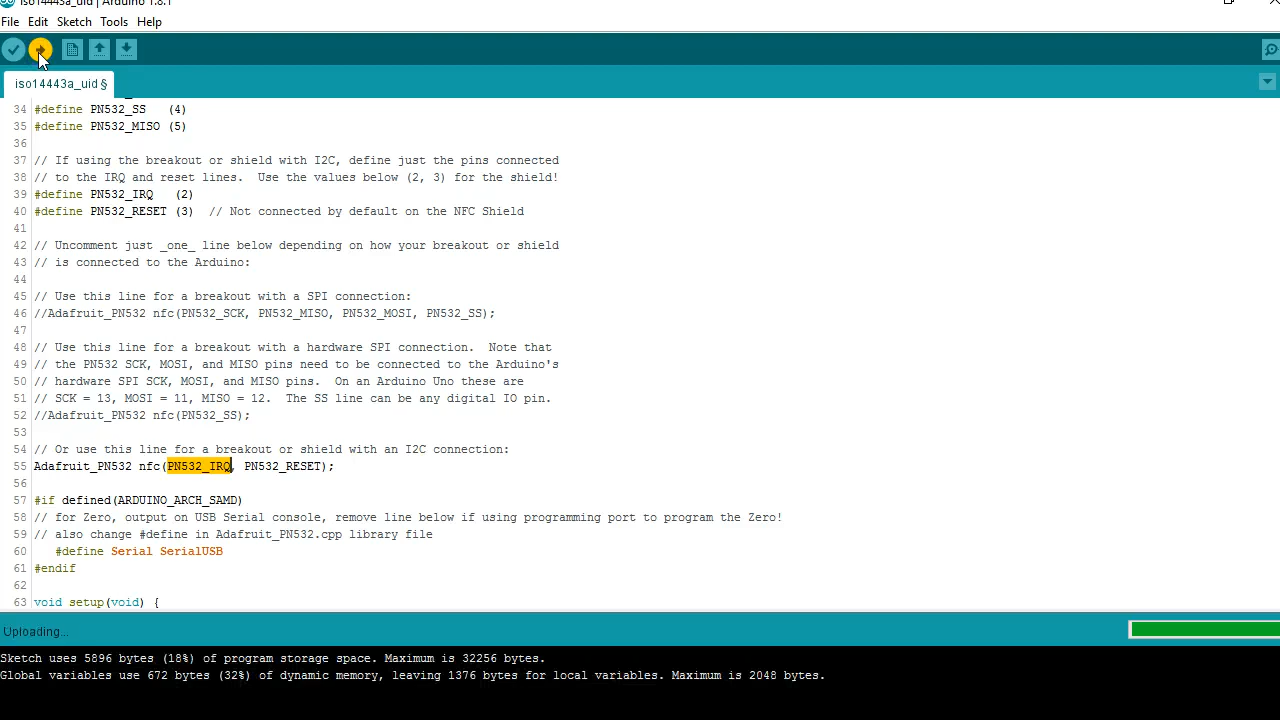 iso14443a_uid | Arduino 1.8.1
File Edit Sketch Tools Help
iso14443a_uid §
34 #define PN532_SS   (4)
35 #define PN532_MISO (5)
36
37 // If using the breakout or shield with I2C, define just the pins connected
38 // to the IRQ and reset lines.  Use the values below (2, 3) for the shield!
39 #define PN532_IRQ   (2)
40 #define PN532_RESET (3)  // Not connected by default on the NFC Shield
41
42 // Uncomment just _one_ line below depending on how your breakout or shield
43 // is connected to the Arduino:
44
45 // Use this line for a breakout with a SPI connection:
46 //Adafruit_PN532 nfc(PN532_SCK, PN532_MISO, PN532_MOSI, PN532_SS);
47
48 // Use this line for a breakout with a hardware SPI connection.  Note that
49 // the PN532 SCK, MOSI, and MISO pins need to be connected to the Arduino's
50 // hardware SPI SCK, MOSI, and MISO pins.  On an Arduino Uno these are
51 // SCK = 13, MOSI = 11, MISO = 12.  The SS line can be any digital IO pin.
52 //Adafruit_PN532 nfc(PN532_SS);
53
54 // Or use this line for a breakout or shield with an I2C connection:
55 Adafruit_PN532 nfc(PN532_IRQ, PN532_RESET);
56
57 #if defined(ARDUINO_ARCH_SAMD)
58 // for Zero, output on USB Serial console, remove line below if using programming port to program the Zero!
59 // also change #define in Adafruit_PN532.cpp library file
60    #define Serial SerialUSB
61 #endif
62
63 void setup(void) {
Uploading...
Sketch uses 5896 bytes (18%) of program storage space. Maximum is 32256 bytes.
Global variables use 672 bytes (32%) of dynamic memory, leaving 1376 bytes for local variables. Maximum is 2048 bytes.